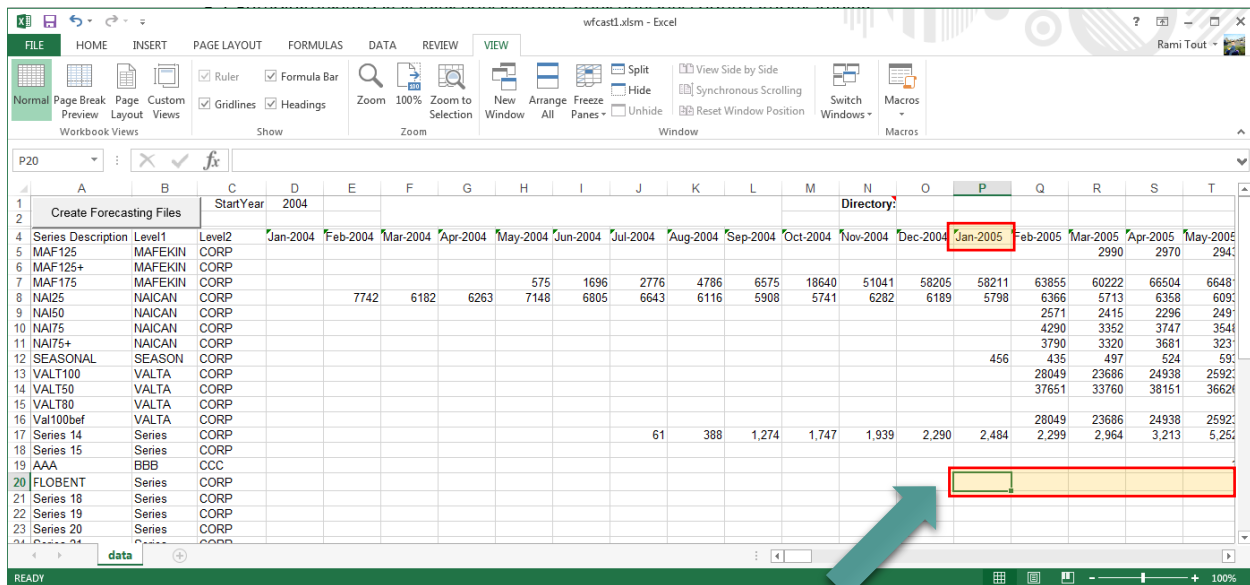 wfcast1.xlsm - Excel
FILE HOME INSERT PAGE LAYOUT FORMULAS DATA REVIEW VIEW Rami Tout
Normal Page Break Preview Page Layout Custom Views
Workbook Views
Ruler Formula Bar
Gridlines Headings
Show
Zoom 100% Zoom to Selection
Zoom
New Window Arrange All Freeze Panes
Split
Hide
Unhide
View Side by Side
Synchronous Scrolling
Reset Window Position
Switch Windows
Window
Macros
Macros
P20 fx
A B C D E F G H I J K L M N O P Q R S T
1 Create Forecasting Files StartYear 2004 Directory:
2
4 Series Description Level1 Level2 Jan-2004 Feb-2004 Mar-2004 Apr-2004 May-2004 Jun-2004 Jul-2004 Aug-2004 Sep-2004 Oct-2004 Nov-2004 Dec-2004 Jan-2005 Feb-2005 Mar-2005 Apr-2005 May-2005
5 MAF125 MAFEKIN CORP 2990 2970 294
6 MAF125+ MAFEKIN CORP
7 MAF175 MAFEKIN CORP 575 1696 2776 4786 6575 18640 51041 58205 58211 63855 60222 66504 6648
8 NAI25 NAICAN CORP 7742 6182 6263 7148 6805 6643 6116 5908 5741 6282 6189 5798 6366 5713 6358 609
9 NAI50 NAICAN CORP 2571 2415 2296 249
10 NAI75 NAICAN CORP 4290 3352 3747 354
11 NAI75+ NAICAN CORP 3790 3320 3681 323
12 SEASONAL SEASON CORP 456 435 497 524 59
13 VALT100 VALTA CORP 28049 23686 24938 2592
14 VALT50 VALTA CORP 37651 33760 38151 3662
15 VALT80 VALTA CORP
16 Val100bef VALTA CORP 28049 23686 24938 2592
17 Series 14 Series CORP 61 388 1,274 1,747 1,939 2,290 2,484 2,299 2,964 3,213 5,252
18 Series 15 Series CORP
19 AAA BBB CCC
20 FLOBENT Series CORP
21 Series 18 Series CORP
22 Series 19 Series CORP
23 Series 20 Series CORP
data
READY 100%